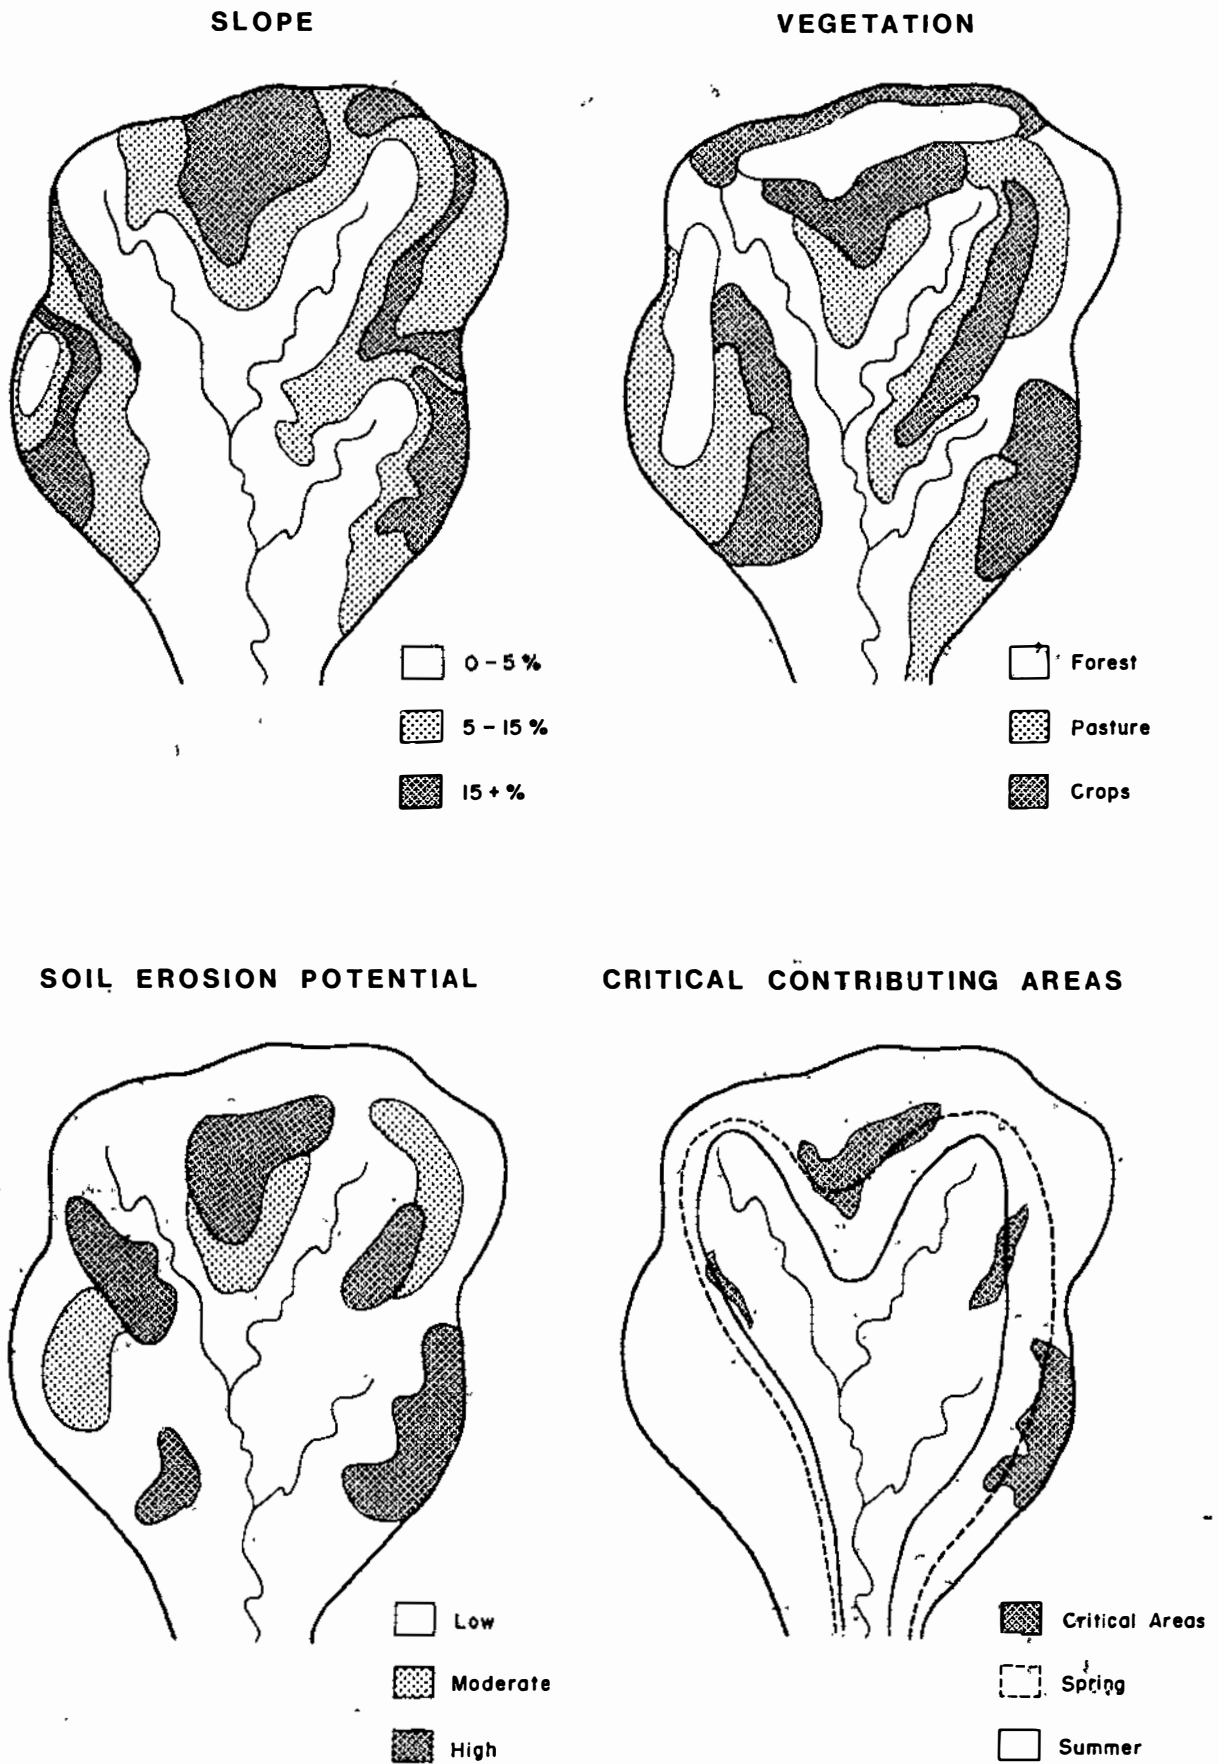 SLOPE
VEGETATION
0-5%
5-15%
15+%
Forest
Pasture
Crops
SOIL EROSION POTENTIAL
CRITICAL CONTRIBUTING AREAS
Low
Moderate
High
Critical Areas
Spring
Summer